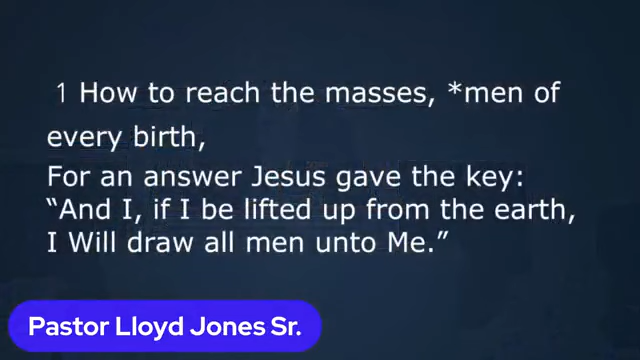 1 How to reach the masses, *men of
every birth,
For an answer Jesus gave the key:
“And I, if I be lifted up from the earth,
I Will draw all men unto Me.”
Pastor Lloyd Jones Sr.